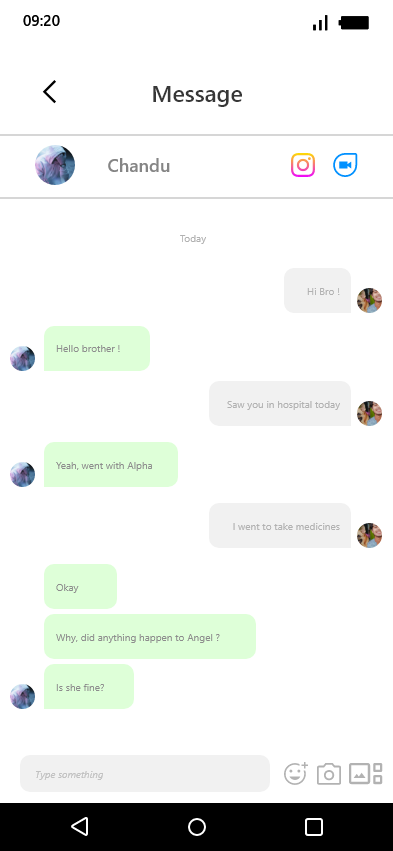 09:20
Message
Chandu
Today
Hi Bro !
Hello brother !
Saw you in hospital today
Yeah, went with Alpha
I went to take medicines
Okay
Why, did anything happen to Angel ?
Is she fine?
Type something